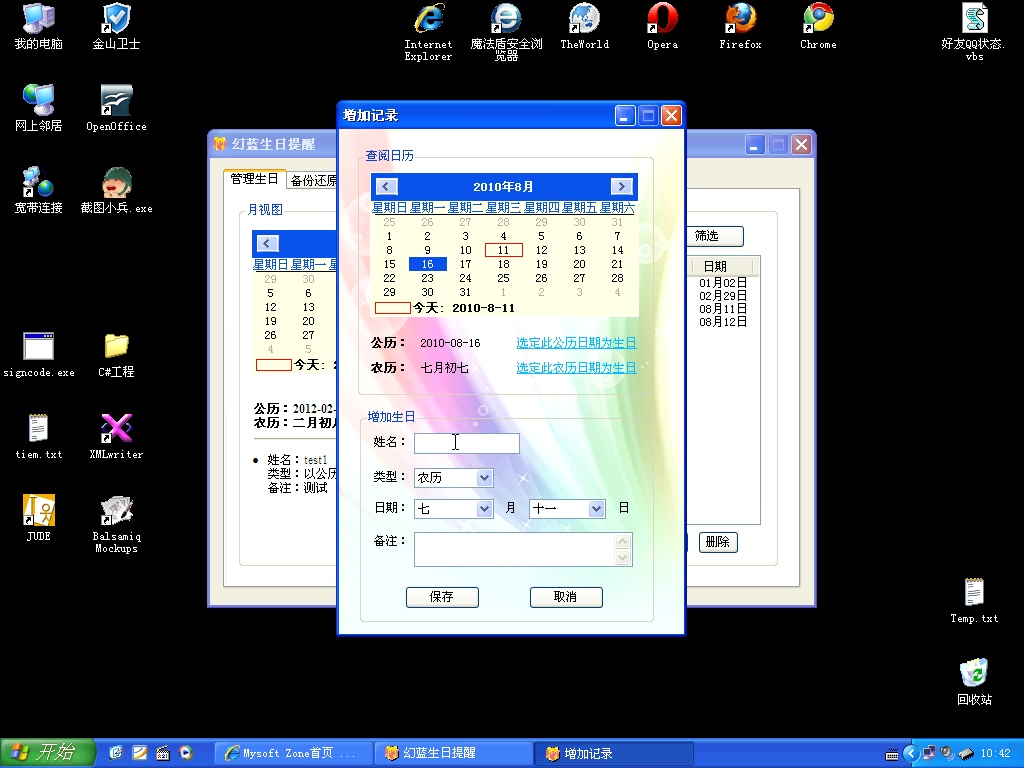 我的电脑
金山卫士
Internet Explorer
魔法盾安全浏览器
TheWorld
Opera
Firefox
Chrome
好友QQ状态.vbs
网上邻居
OpenOffice
宽带连接
截图小兵.exe
signcode.exe
C#工程
tiem.txt
XMLwriter
JUDE
Balsamiq Mockups
Temp.txt
回收站
幻蓝生日提醒
管理生日 备份还原
月视图
星期日 星期一
29 30
5 6
12 13
19 20
26 27
4 5
今天:
公历：2012-02-
农历：二月初
姓名：test1
类型：以公历
备注：测试
筛选
日期
01月02日
02月29日
08月11日
08月12日
删除
增加记录
查阅日历
2010年8月
星期日 星期一 星期二 星期三 星期四 星期五 星期六
25 26 27 28 29 30 31
1 2 3 4 5 6 7
8 9 10 11 12 13 14
15 16 17 18 19 20 21
22 23 24 25 26 27 28
29 30 31 1 2 3 4
今天: 2010-8-11
公历： 2010-08-16 选定此公历日期为生日
农历： 七月初七 选定此农历日期为生日
增加生日
姓名：
类型： 农历
日期： 七 月 十一 日
备注：
保存 取消
开始
Mysoft Zone首页 ...
幻蓝生日提醒
增加记录
10:42